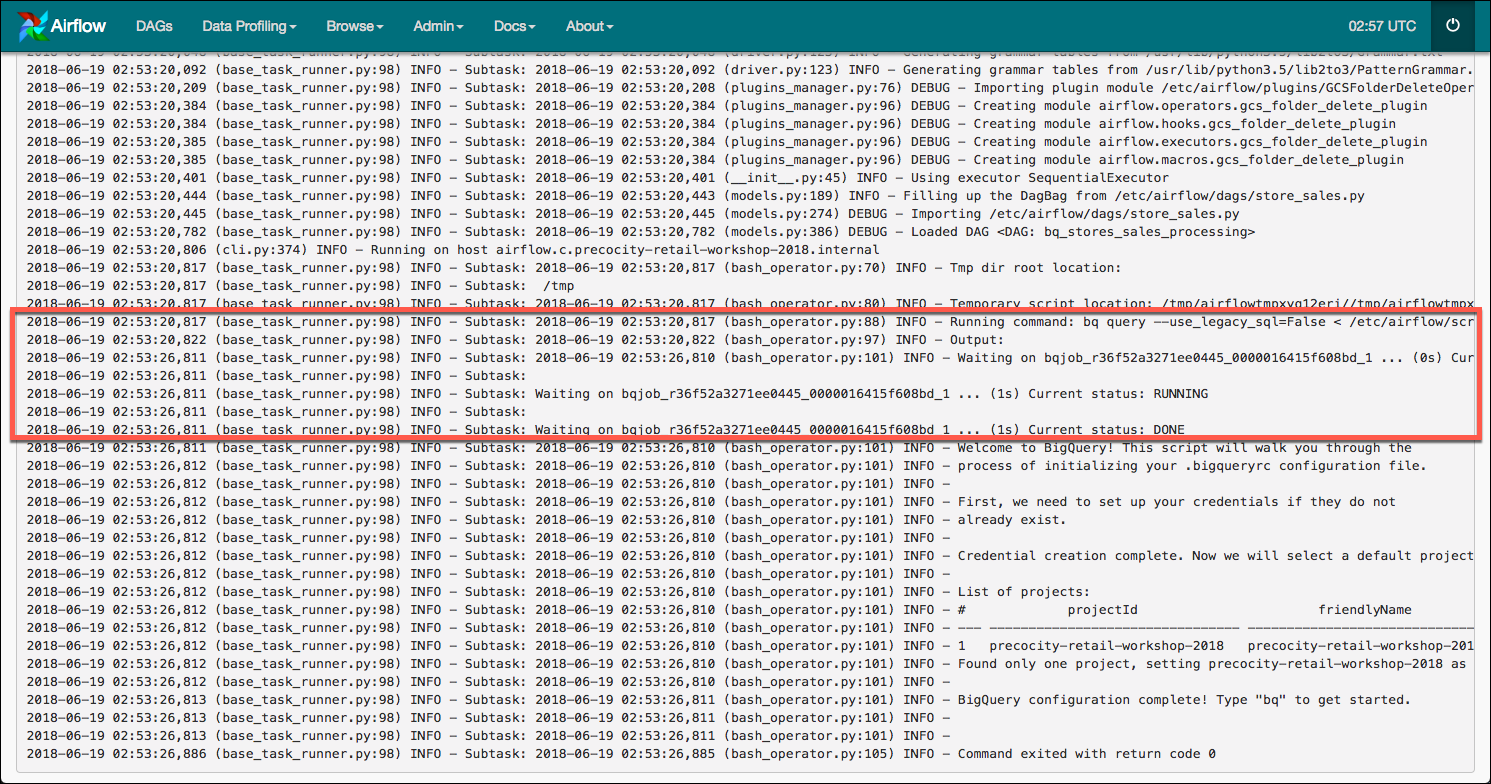 Airflow DAGs Data Profiling Browse Admin Docs About 02:57 UTC
2018-06-19 02:53:20,092 (base_task_runner.py:98) INFO - Subtask: 2018-06-19 02:53:20,092 (driver.py:123) INFO - Generating grammar tables from /usr/lib/python3.5/lib2to3/PatternGrammar.
2018-06-19 02:53:20,209 (base_task_runner.py:98) INFO - Subtask: 2018-06-19 02:53:20,208 (plugins_manager.py:76) DEBUG - Importing plugin module /etc/airflow/plugins/GCSFolderDeleteOper
2018-06-19 02:53:20,384 (base_task_runner.py:98) INFO - Subtask: 2018-06-19 02:53:20,384 (plugins_manager.py:96) DEBUG - Creating module airflow.operators.gcs_folder_delete_plugin
2018-06-19 02:53:20,384 (base_task_runner.py:98) INFO - Subtask: 2018-06-19 02:53:20,384 (plugins_manager.py:96) DEBUG - Creating module airflow.hooks.gcs_folder_delete_plugin
2018-06-19 02:53:20,385 (base_task_runner.py:98) INFO - Subtask: 2018-06-19 02:53:20,384 (plugins_manager.py:96) DEBUG - Creating module airflow.executors.gcs_folder_delete_plugin
2018-06-19 02:53:20,385 (base_task_runner.py:98) INFO - Subtask: 2018-06-19 02:53:20,384 (plugins_manager.py:96) DEBUG - Creating module airflow.macros.gcs_folder_delete_plugin
2018-06-19 02:53:20,401 (base_task_runner.py:98) INFO - Subtask: 2018-06-19 02:53:20,401 (__init__.py:45) INFO - Using executor SequentialExecutor
2018-06-19 02:53:20,444 (base_task_runner.py:98) INFO - Subtask: 2018-06-19 02:53:20,443 (models.py:189) INFO - Filling up the DagBag from /etc/airflow/dags/store_sales.py
2018-06-19 02:53:20,445 (base_task_runner.py:98) INFO - Subtask: 2018-06-19 02:53:20,445 (models.py:274) DEBUG - Importing /etc/airflow/dags/store_sales.py
2018-06-19 02:53:20,782 (base_task_runner.py:98) INFO - Subtask: 2018-06-19 02:53:20,782 (models.py:386) DEBUG - Loaded DAG <DAG: bq_stores_sales_processing>
2018-06-19 02:53:20,806 (cli.py:374) INFO - Running on host airflow.c.precocity-retail-workshop-2018.internal
2018-06-19 02:53:20,817 (base_task_runner.py:98) INFO - Subtask: 2018-06-19 02:53:20,817 (bash_operator.py:70) INFO - Tmp dir root location:
2018-06-19 02:53:20,817 (base_task_runner.py:98) INFO - Subtask:  /tmp
2018-06-19 02:53:20,817 (base_task_runner.py:98) INFO - Subtask: 2018-06-19 02:53:20,817 (bash_operator.py:80) INFO - Temporary script location:
2018-06-19 02:53:20,817 (base_task_runner.py:98) INFO - Subtask: 2018-06-19 02:53:20,817 (bash_operator.py:88) INFO - Running command: bq query --use_legacy_sql=False < /etc/airflow/scr
2018-06-19 02:53:20,822 (base_task_runner.py:98) INFO - Subtask: 2018-06-19 02:53:20,822 (bash_operator.py:97) INFO - Output:
2018-06-19 02:53:26,811 (base_task_runner.py:98) INFO - Subtask: 2018-06-19 02:53:26,810 (bash_operator.py:101) INFO - Waiting on bqjob_r36f52a3271ee0445_0000016415f608bd_1 ... (0s) Cur
2018-06-19 02:53:26,811 (base_task_runner.py:98) INFO - Subtask:
2018-06-19 02:53:26,811 (base_task_runner.py:98) INFO - Subtask: Waiting on bqjob_r36f52a3271ee0445_0000016415f608bd_1 ... (1s) Current status: RUNNING
2018-06-19 02:53:26,811 (base_task_runner.py:98) INFO - Subtask:
2018-06-19 02:53:26,811 (base_task_runner.py:98) INFO - Subtask: Waiting on bqjob_r36f52a3271ee0445_0000016415f608bd_1 ... (1s) Current status: DONE
2018-06-19 02:53:26,811 (base_task_runner.py:98) INFO - Subtask: 2018-06-19 02:53:26,810 (bash_operator.py:101) INFO - Welcome to BigQuery! This script will walk you through the
2018-06-19 02:53:26,812 (base_task_runner.py:98) INFO - Subtask: 2018-06-19 02:53:26,810 (bash_operator.py:101) INFO - process of initializing your .bigqueryrc configuration file.
2018-06-19 02:53:26,812 (base_task_runner.py:98) INFO - Subtask: 2018-06-19 02:53:26,810 (bash_operator.py:101) INFO -
2018-06-19 02:53:26,812 (base_task_runner.py:98) INFO - Subtask: 2018-06-19 02:53:26,810 (bash_operator.py:101) INFO - First, we need to set up your credentials if they do not
2018-06-19 02:53:26,812 (base_task_runner.py:98) INFO - Subtask: 2018-06-19 02:53:26,810 (bash_operator.py:101) INFO - already exist.
2018-06-19 02:53:26,812 (base_task_runner.py:98) INFO - Subtask: 2018-06-19 02:53:26,810 (bash_operator.py:101) INFO -
2018-06-19 02:53:26,812 (base_task_runner.py:98) INFO - Subtask: 2018-06-19 02:53:26,810 (bash_operator.py:101) INFO - Credential creation complete. Now we will select a default project
2018-06-19 02:53:26,812 (base_task_runner.py:98) INFO - Subtask: 2018-06-19 02:53:26,810 (bash_operator.py:101) INFO -
2018-06-19 02:53:26,812 (base_task_runner.py:98) INFO - Subtask: 2018-06-19 02:53:26,810 (bash_operator.py:101) INFO - List of projects:
2018-06-19 02:53:26,812 (base_task_runner.py:98) INFO - Subtask: 2018-06-19 02:53:26,810 (bash_operator.py:101) INFO - # projectId friendlyName
2018-06-19 02:53:26,812 (base_task_runner.py:98) INFO - Subtask: 2018-06-19 02:53:26,810 (bash_operator.py:101) INFO - --- -------------------------------- -----------------------------
2018-06-19 02:53:26,812 (base_task_runner.py:98) INFO - Subtask: 2018-06-19 02:53:26,810 (bash_operator.py:101) INFO - 1 precocity-retail-workshop-2018 precocity-retail-workshop-201
2018-06-19 02:53:26,812 (base_task_runner.py:98) INFO - Subtask: 2018-06-19 02:53:26,810 (bash_operator.py:101) INFO - Found only one project, setting precocity-retail-workshop-2018 as
2018-06-19 02:53:26,812 (base_task_runner.py:98) INFO - Subtask: 2018-06-19 02:53:26,810 (bash_operator.py:101) INFO -
2018-06-19 02:53:26,813 (base_task_runner.py:98) INFO - Subtask: 2018-06-19 02:53:26,811 (bash_operator.py:101) INFO - BigQuery configuration complete! Type "bq" to get started.
2018-06-19 02:53:26,813 (base_task_runner.py:98) INFO - Subtask: 2018-06-19 02:53:26,811 (bash_operator.py:101) INFO -
2018-06-19 02:53:26,813 (base_task_runner.py:98) INFO - Subtask: 2018-06-19 02:53:26,811 (bash_operator.py:101) INFO -
2018-06-19 02:53:26,886 (base_task_runner.py:98) INFO - Subtask: 2018-06-19 02:53:26,885 (bash_operator.py:105) INFO - Command exited with return code 0